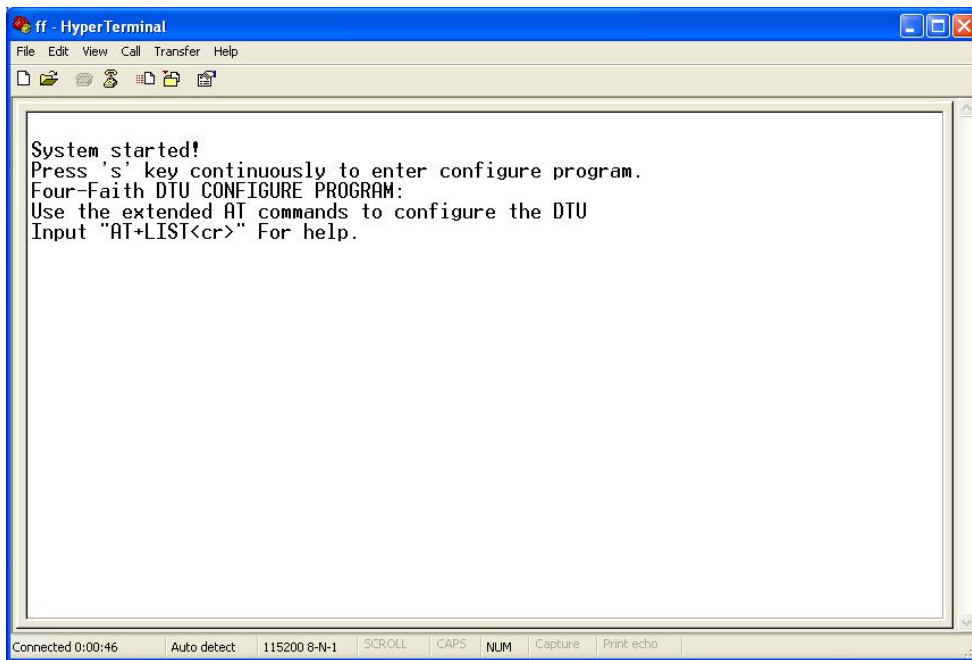 ff - HyperTerminal
File Edit View Call Transfer Help
System started!
Press 's' key continuously to enter configure program.
Four-Faith DTU CONFIGURE PROGRAM:
Use the extended AT commands to configure the DTU
Input "AT+LIST<cr>" For help.
Connected 0:00:46 Auto detect 115200 8-N-1 SCROLL CAPS NUM Capture Print echo